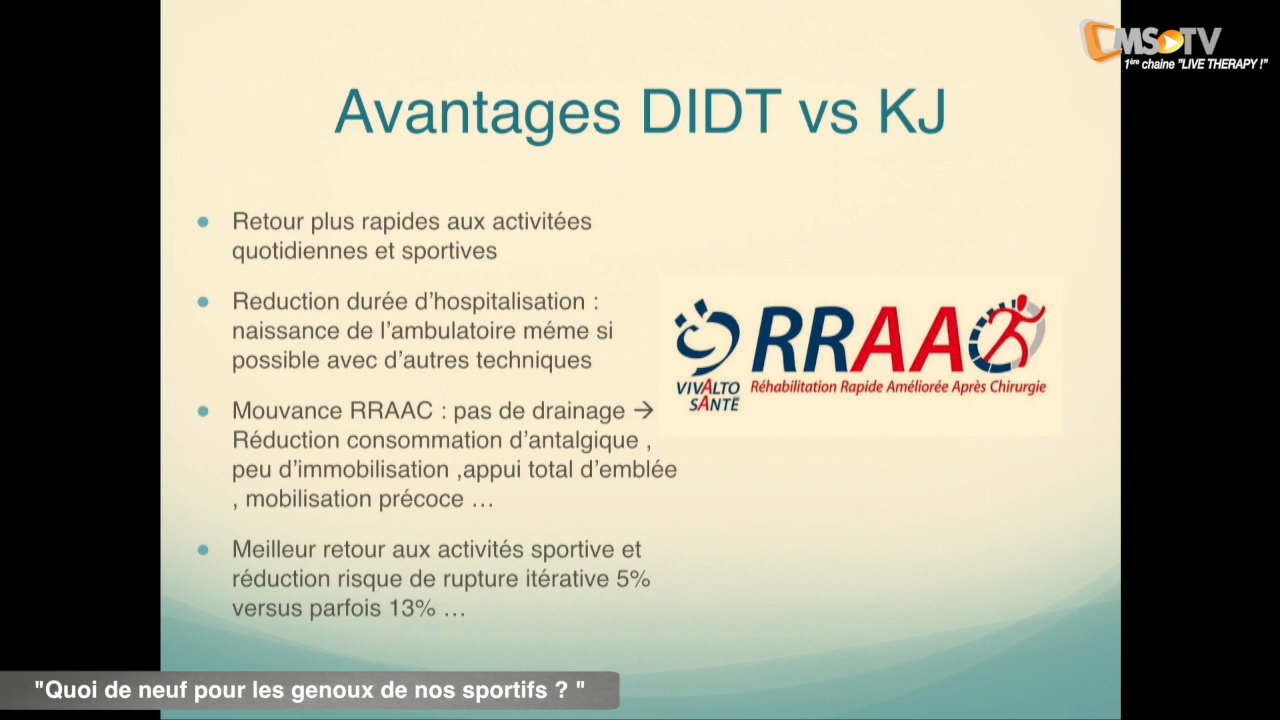 MS TV
1ère chaine "LIVE THERAPY !"
Avantages DIDT vs KJ
● Retour plus rapides aux activitées
quotidiennes et sportives
● Reduction durée d'hospitalisation :
naissance de l'ambulatoire méme si
possible avec d'autres techniques
● Mouvance RRAAC : pas de drainage →
Réduction consommation d'antalgique ,
peu d'immobilisation ,appui total d'emblée
, mobilisation précoce …
● Meilleur retour aux activités sportive et
réduction risque de rupture itérative 5%
versus parfois 13% …
VIVALTO
SANTÉ
RRAAC
Réhabilitation Rapide Améliorée Après Chirurgie
"Quoi de neuf pour les genoux de nos sportifs ? "